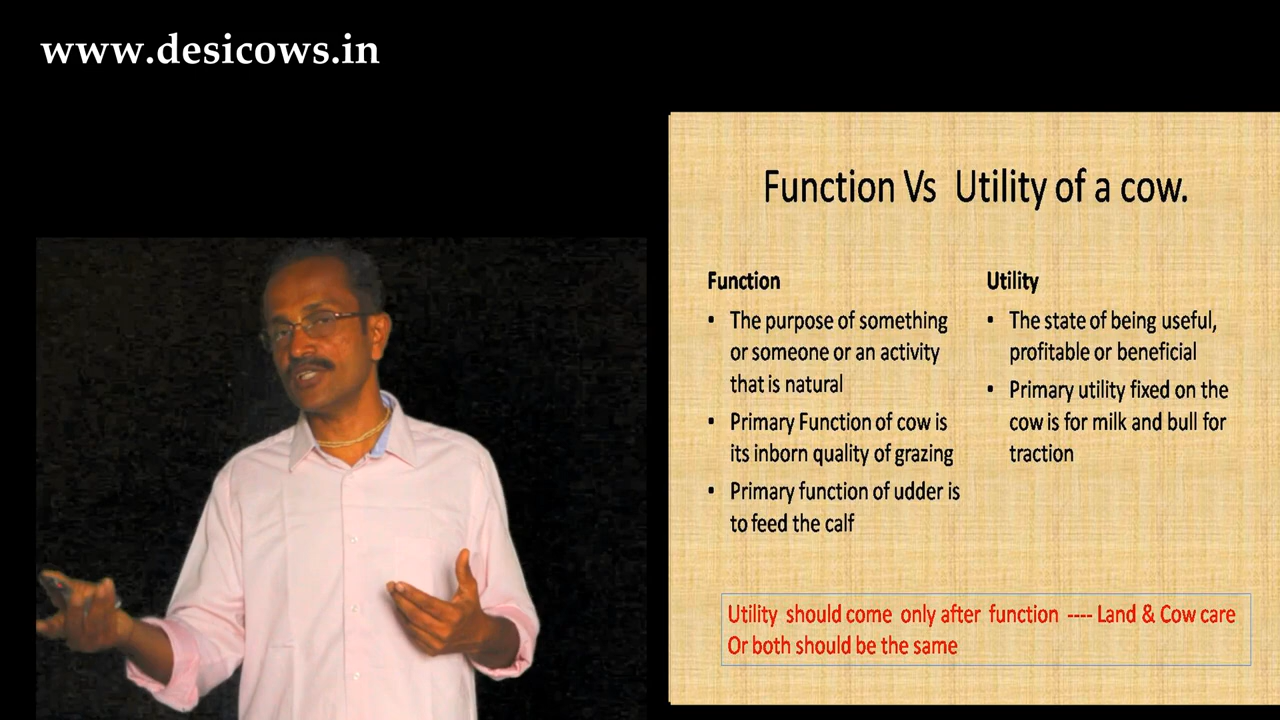 www.desicows.in
Function Vs Utility of a cow.
Function
• The purpose of something
or someone or an activity
that is natural
• Primary Function of cow is
its inborn quality of grazing
• Primary function of udder is
to feed the calf
Utility
• The state of being useful,
profitable or beneficial
• Primary utility fixed on the
cow is for milk and bull for
traction
Utility should come only after function ---- Land & Cow care
Or both should be the same